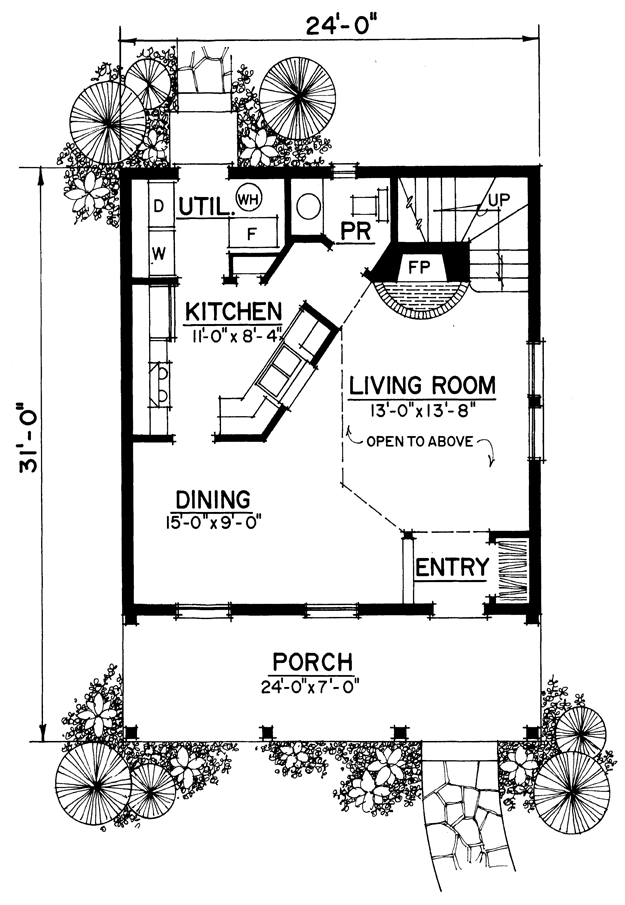 24'-0"
UP
D
UTIL.
WH
W
F
PR
FP
KITCHEN
11'-0" x 8'-4"
LIVING ROOM
13'-0" x 13'-8"
OPEN TO ABOVE
31'-0"
DINING
15'-0" x 9'-0"
ENTRY
PORCH
24'-0" x 7'-0"